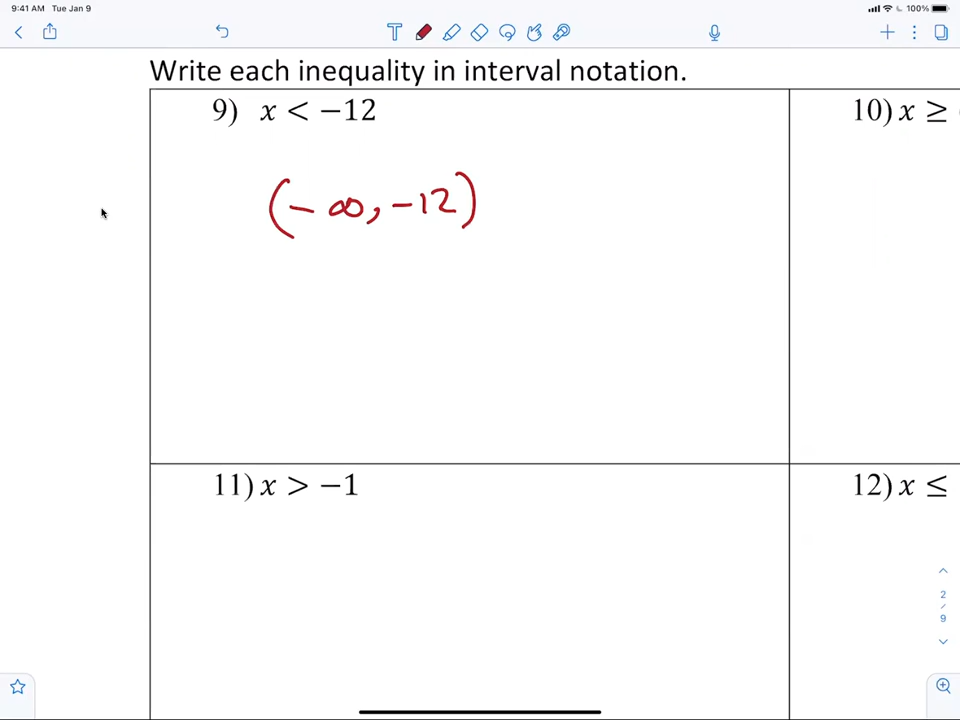 9:41 AM Tue Jan 9
100%
Write each inequality in interval notation.
9) x < −12
10) x ≥
(-∞, -12)
11) x > −1
12) x ≤
2
/
9